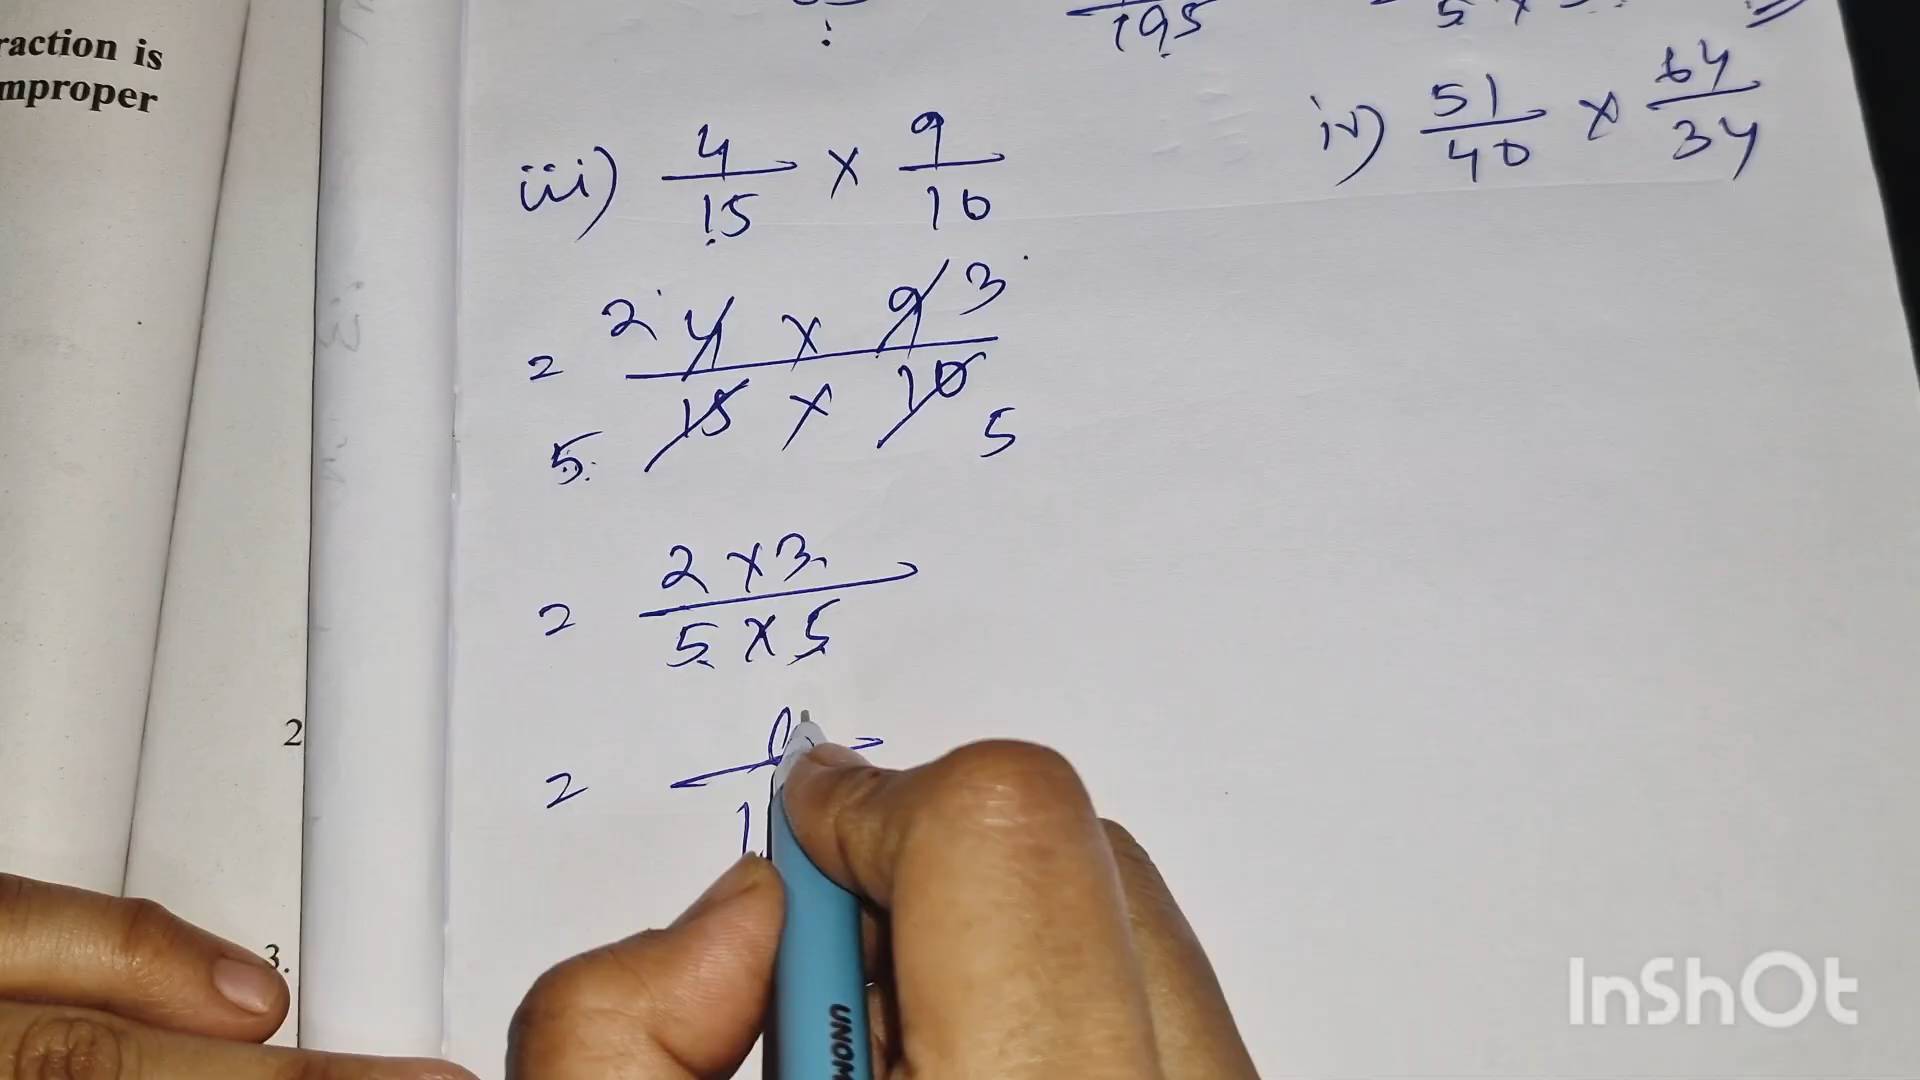 raction is
mproper
195
iii) 4/15 × 9/10
iv) 51/40 × 64/34
= 2 4 × 9 3 / 5 15 × 10 5
= 2 × 3 / 5 × 5
=
2
3.
UNOM
InShOt